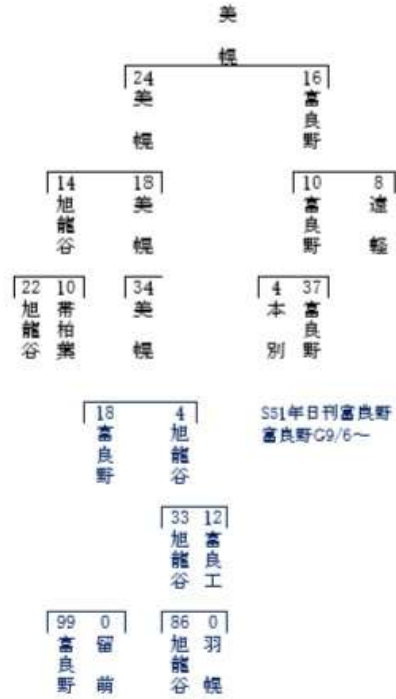 美幌
24 16
美幌 富良野
14 18 10 8
旭龍谷 美幌 富良野 遠軽
22 10 34 4 37
旭龍谷 帯柏葉 美幌 本別 富良野
18 4
富良野 旭龍谷
S51年日刊富良野
富良野G9/6〜
33 12
旭龍谷 富良工
99 0 86 0
富良野 留萌 旭龍谷 羽幌